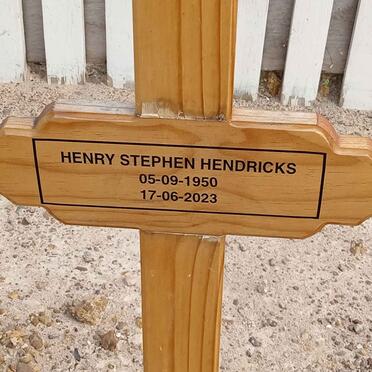 HENRY STEPHEN HENDRICKS
05-09-1950
17-06-2023